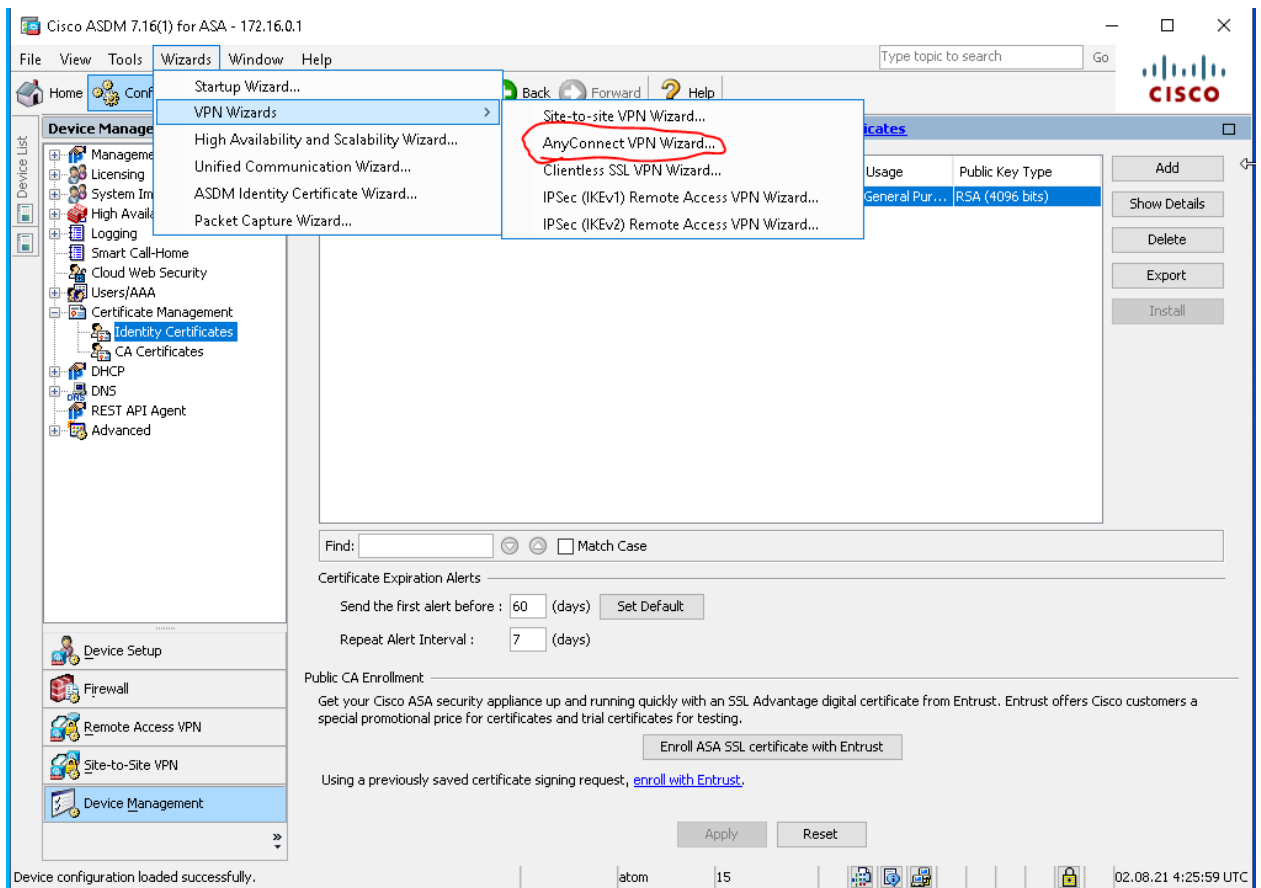 Cisco ASDM 7.16(1) for ASA - 172.16.0.1
File View Tools Wizards Window Help
Type topic to search Go
CISCO
Home Conf Back Forward Help
Startup Wizard...
VPN Wizards
High Availability and Scalability Wizard...
Unified Communication Wizard...
ASDM Identity Certificate Wizard...
Packet Capture Wizard...
Site-to-site VPN Wizard...
AnyConnect VPN Wizard...
Clientless SSL VPN Wizard...
IPSec (IKEv1) Remote Access VPN Wizard...
IPSec (IKEv2) Remote Access VPN Wizard...
Device List
Device Manage
Manageme
Licensing
System Im
High Availa
Logging
Smart Call-Home
Cloud Web Security
Users/AAA
Certificate Management
Identity Certificates
CA Certificates
DHCP
DNS
DNS
REST API Agent
Advanced
icates
Usage Public Key Type
General Pur... RSA (4096 bits)
Add
Show Details
Delete
Export
Install
Find: Match Case
Certificate Expiration Alerts
Send the first alert before : 60 (days) Set Default
Repeat Alert Interval : 7 (days)
Public CA Enrollment
Get your Cisco ASA security appliance up and running quickly with an SSL Advantage digital certificate from Entrust. Entrust offers Cisco customers a
special promotional price for certificates and trial certificates for testing.
Enroll ASA SSL certificate with Entrust
Using a previously saved certificate signing request, enroll with Entrust.
Apply Reset
Device Setup
Firewall
Remote Access VPN
Site-to-Site VPN
Device Management
Device configuration loaded successfully. atom 15 02.08.21 4:25:59 UTC